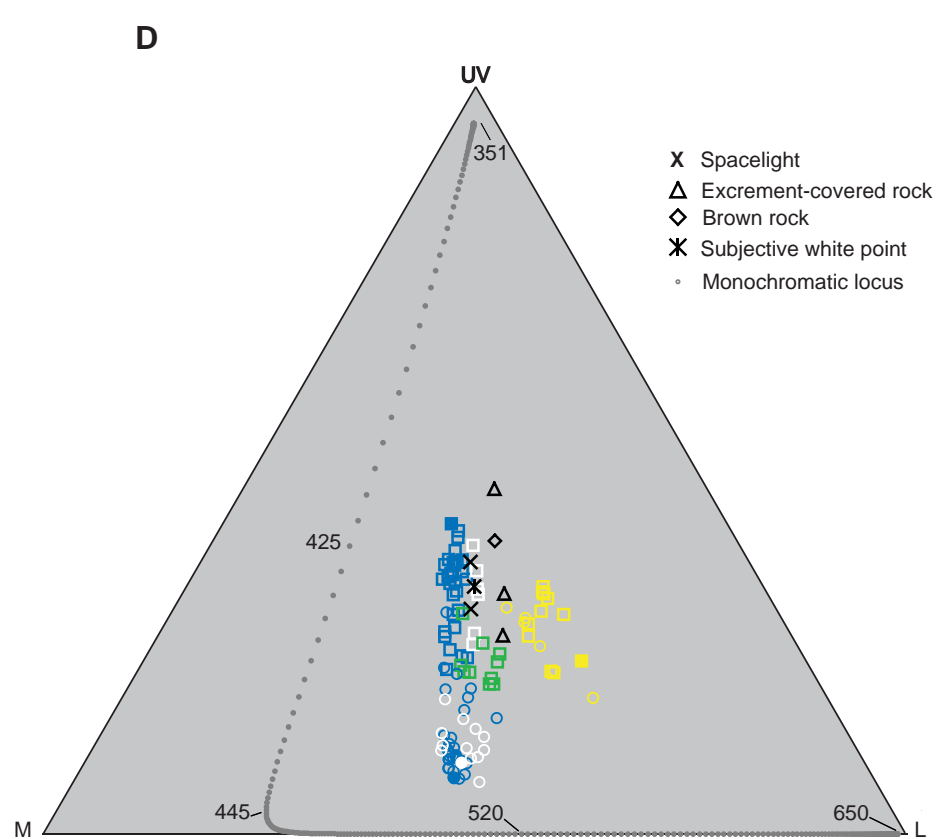 D
UV
351
X Spacelight
Excrement-covered rock
Brown rock
Subjective white point
Monochromatic locus
425
445
520
650
M
L